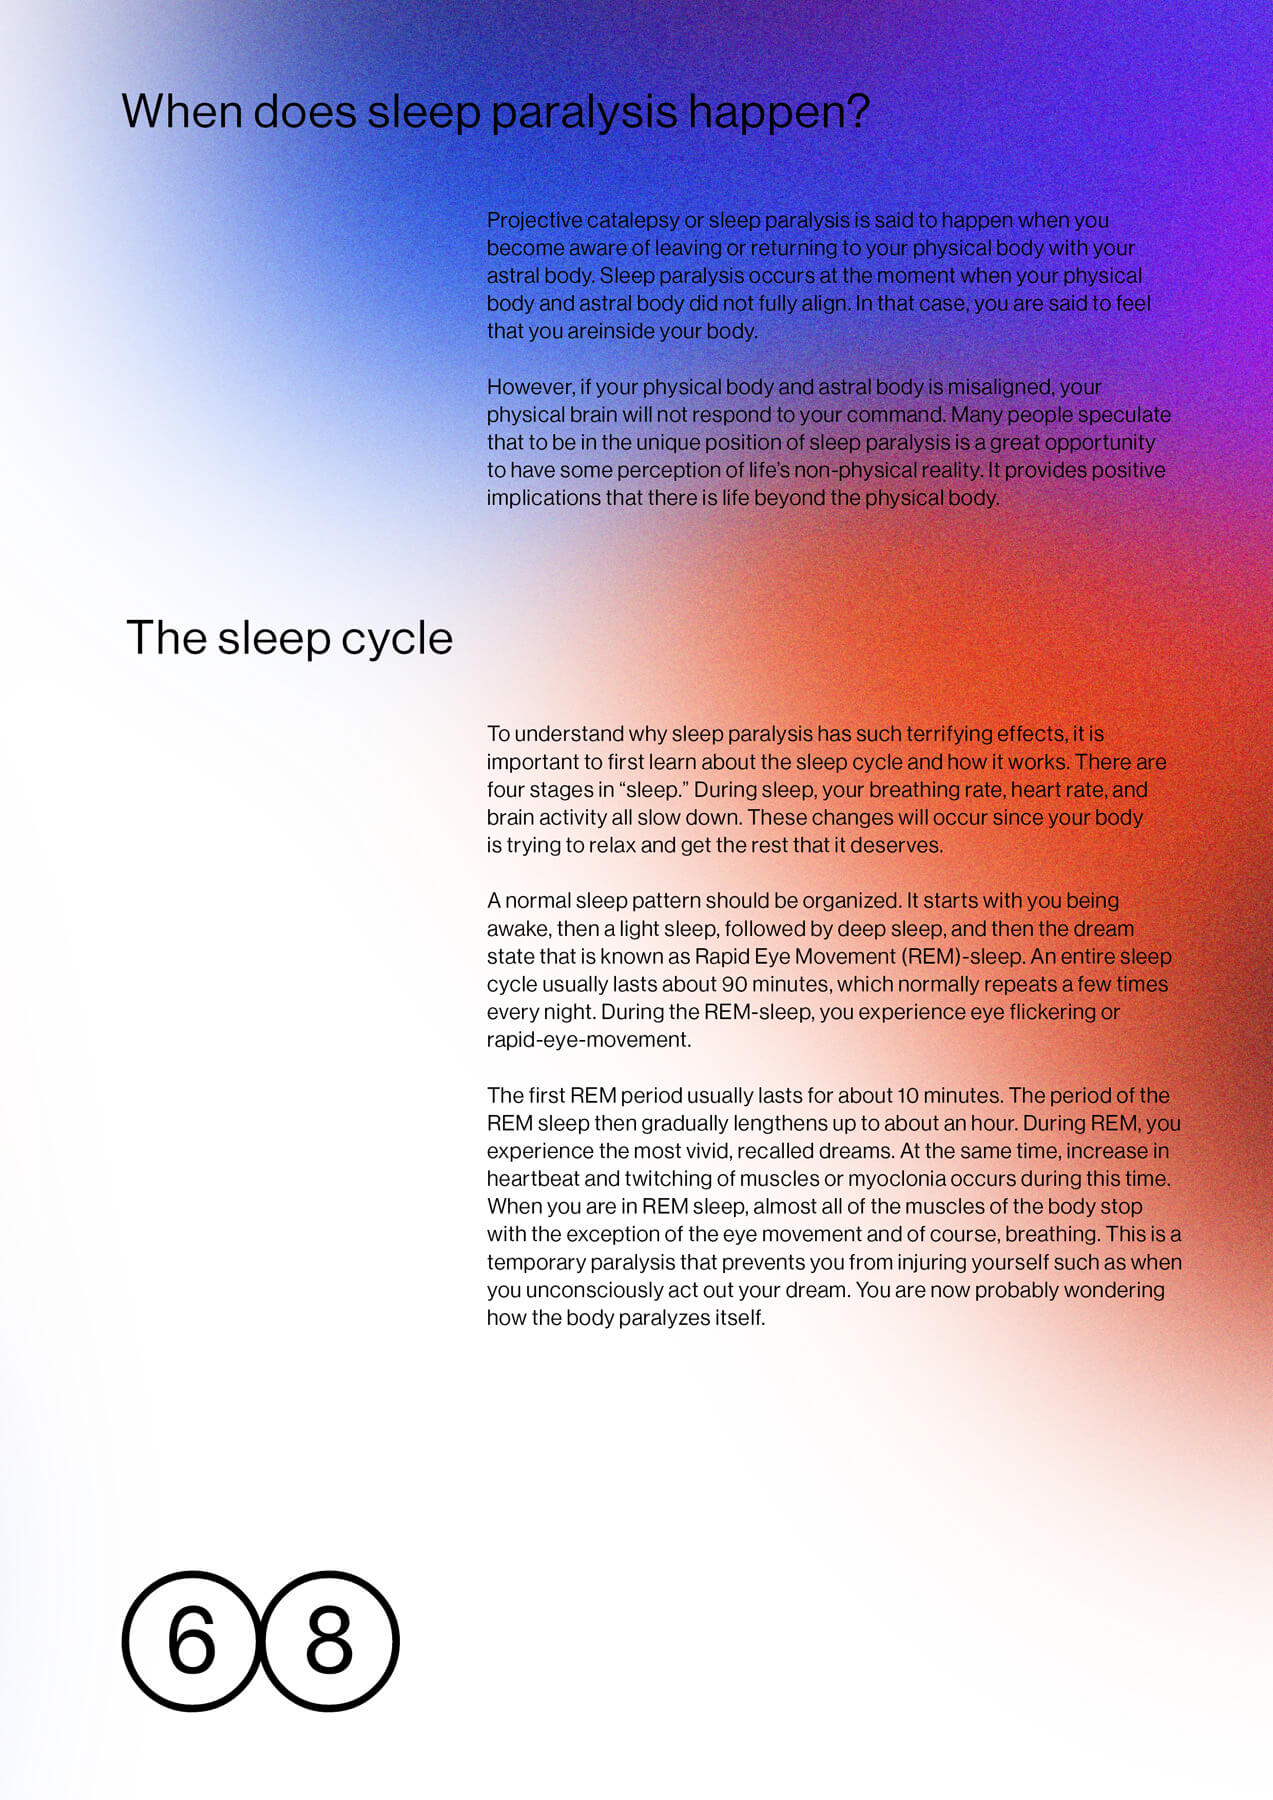 When does sleep paralysis happen?
Projective catalepsy or sleep paralysis is said to happen when you
become aware of leaving or returning to your physical body with your
astral body. Sleep paralysis occurs at the moment when your physical
body and astral body did not fully align. In that case, you are said to feel
that you areinside your body.
However, if your physical body and astral body is misaligned, your
physical brain will not respond to your command. Many people speculate
that to be in the unique position of sleep paralysis is a great opportunity
to have some perception of life’s non-physical reality. It provides positive
implications that there is life beyond the physical body.
The sleep cycle
To understand why sleep paralysis has such terrifying effects, it is
important to first learn about the sleep cycle and how it works. There are
four stages in “sleep.” During sleep, your breathing rate, heart rate, and
brain activity all slow down. These changes will occur since your body
is trying to relax and get the rest that it deserves.
A normal sleep pattern should be organized. It starts with you being
awake, then a light sleep, followed by deep sleep, and then the dream
state that is known as Rapid Eye Movement (REM)-sleep. An entire sleep
cycle usually lasts about 90 minutes, which normally repeats a few times
every night. During the REM-sleep, you experience eye flickering or
rapid-eye-movement.
The first REM period usually lasts for about 10 minutes. The period of the
REM sleep then gradually lengthens up to about an hour. During REM, you
experience the most vivid, recalled dreams. At the same time, increase in
heartbeat and twitching of muscles or myoclonia occurs during this time.
When you are in REM sleep, almost all of the muscles of the body stop
with the exception of the eye movement and of course, breathing. This is a
temporary paralysis that prevents you from injuring yourself such as when
you unconsciously act out your dream. You are now probably wondering
how the body paralyzes itself.
6 8